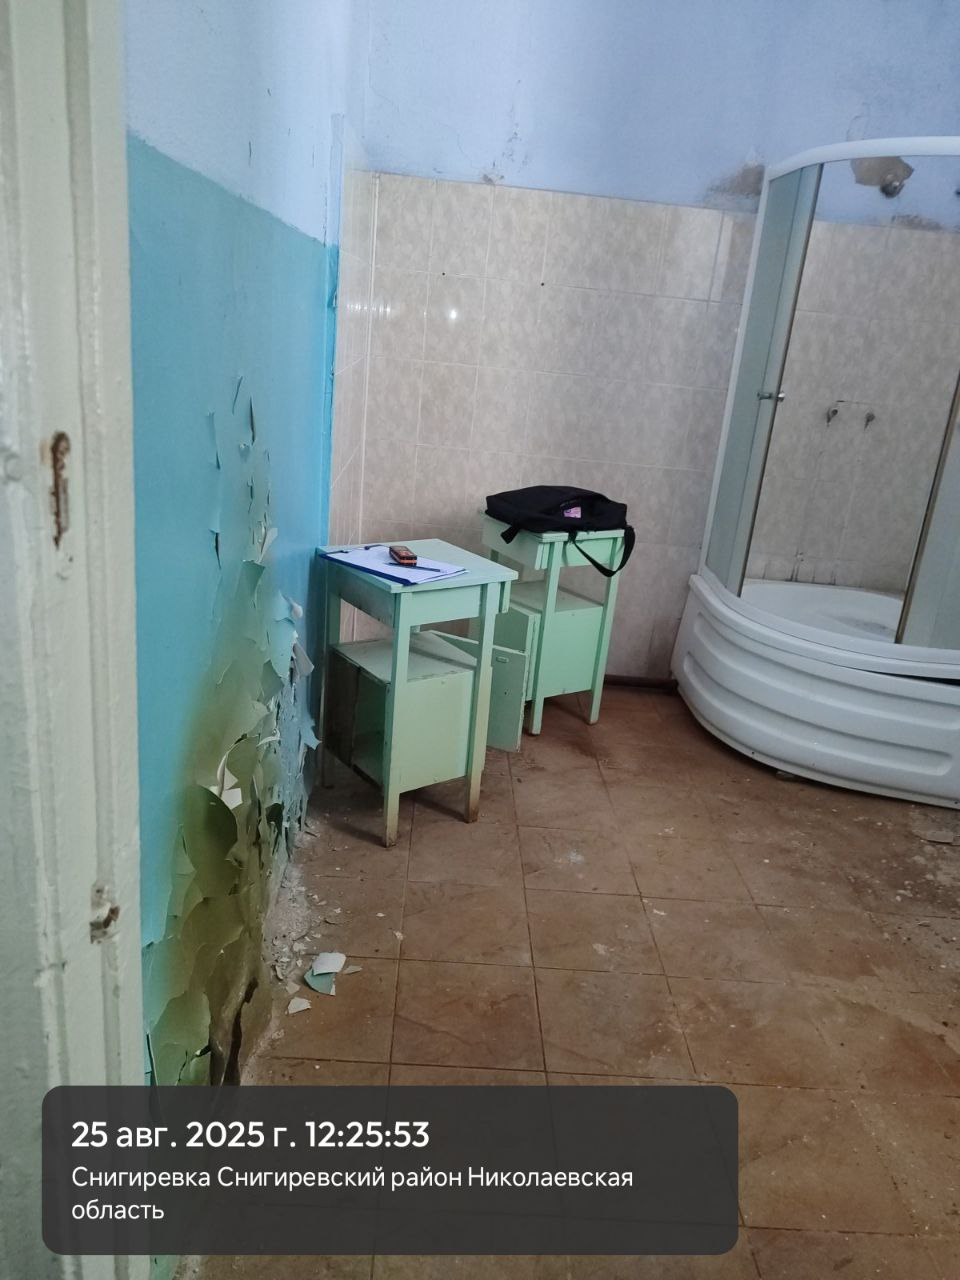 25 авг. 2025 г. 12:25:53
Снигиревка Снигиревский район Николаевская
область